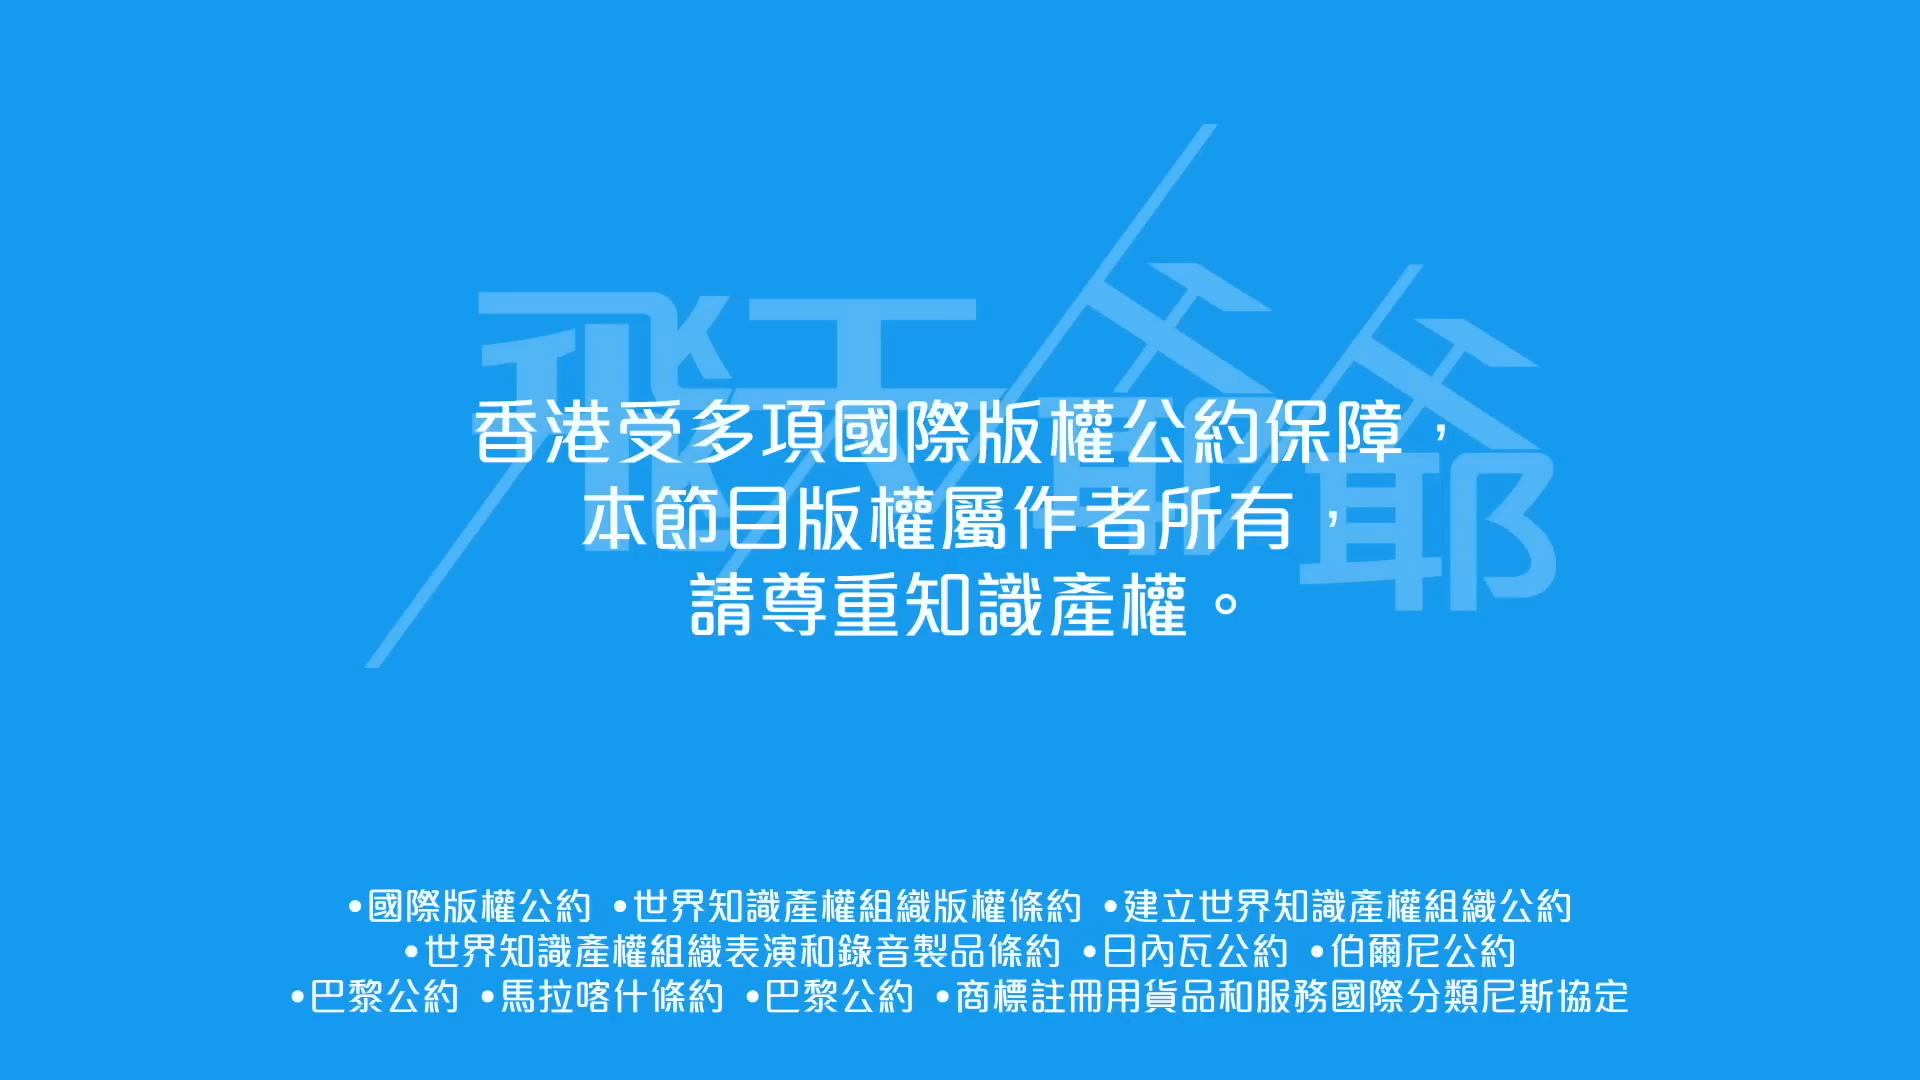 飛天爺爺
香港受多項國際版權公約保障，
本節目版權屬作者所有，
請尊重知識產權。
•國際版權公約 •世界知識產權組織版權條約 •建立世界知識產權組織公約
•世界知識產權組織表演和錄音製品條約 •日內瓦公約 •伯爾尼公約
•巴黎公約 •馬拉喀什條約 •巴黎公約 •商標註冊用貨品和服務國際分類尼斯協定